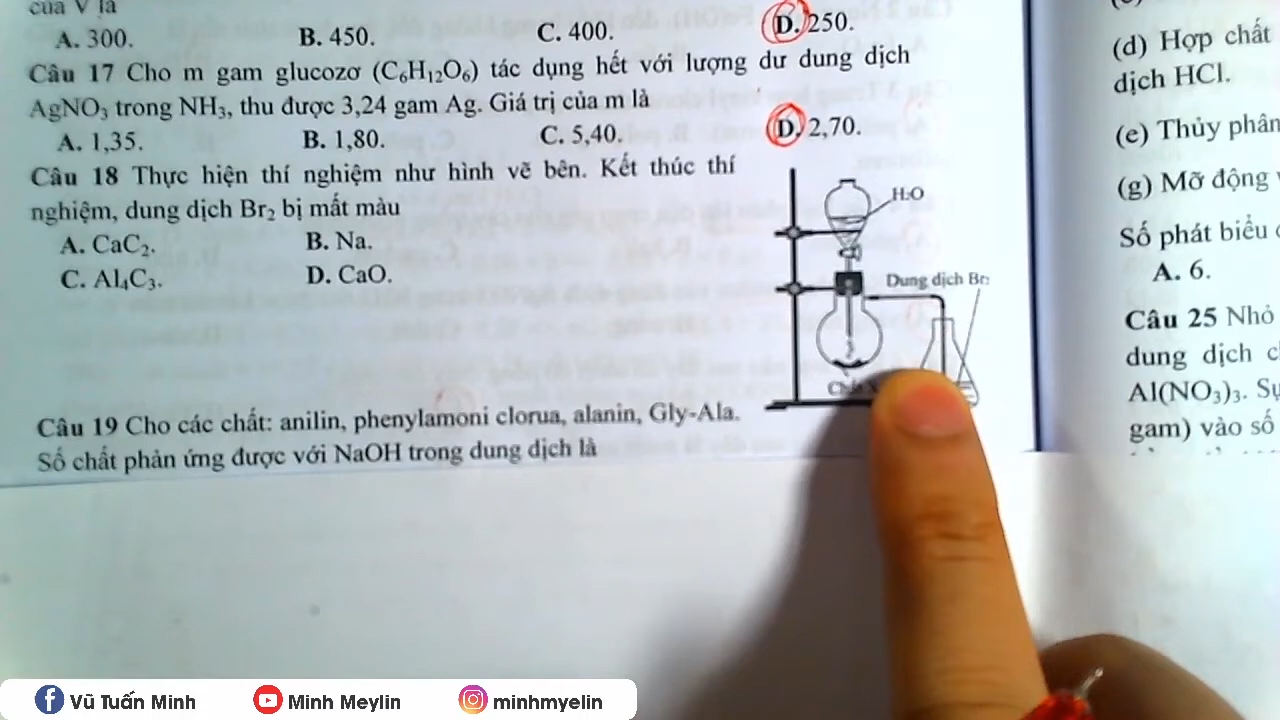 của V là
A. 300. B. 450. C. 400. D. 250.
Câu 17 Cho m gam glucozơ (C₆H₁₂O₆) tác dụng hết với lượng dư dung dịch
AgNO₃ trong NH₃, thu được 3,24 gam Ag. Giá trị của m là
A. 1,35. B. 1,80. C. 5,40. D. 2,70.
Câu 18 Thực hiện thí nghiệm như hình vẽ bên. Kết thúc thí
nghiệm, dung dịch Br₂ bị mất màu
A. CaC₂. B. Na.
C. Al₄C₃. D. CaO.
H₂O
Dung dịch Br₂
Câu 19 Cho các chất: anilin, phenylamoni clorua, alanin, Gly-Ala.
Số chất phản ứng được với NaOH trong dung dịch là
(d) Hợp chất
dịch HCl.
(e) Thủy phân
(g) Mỡ động
Số phát biểu
A. 6.
Câu 25 Nhỏ
dung dịch
Al(NO₃)₃.
gam) vào số
Vũ Tuấn Minh Minh Meylin minhmyelin